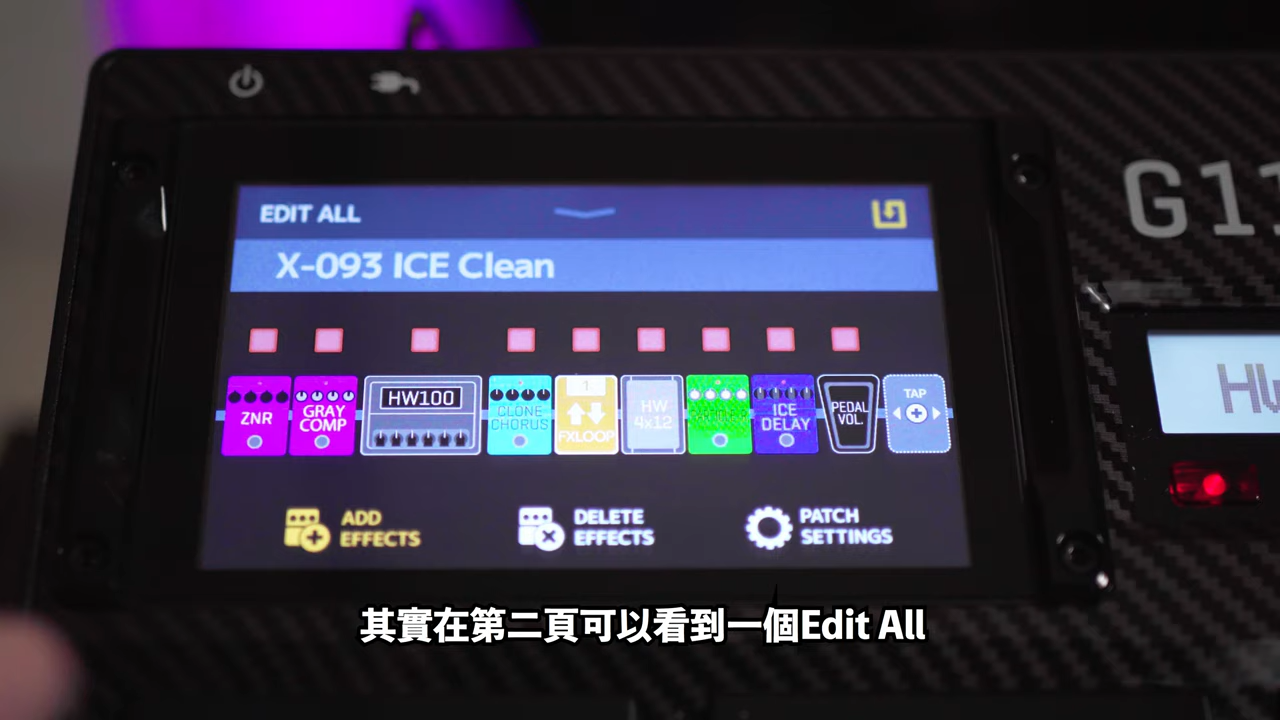 G11
EDIT ALL
X-093 ICE Clean
ZNR
GRAY
COMP
HW100
CLONE
CHORUS
1
FXLOOP
HW
4x12
ICE
DELAY
PEDAL
VOL.
TAP
ADD
EFFECTS
DELETE
EFFECTS
PATCH
SETTINGS
其實在第二頁可以看到一個Edit All